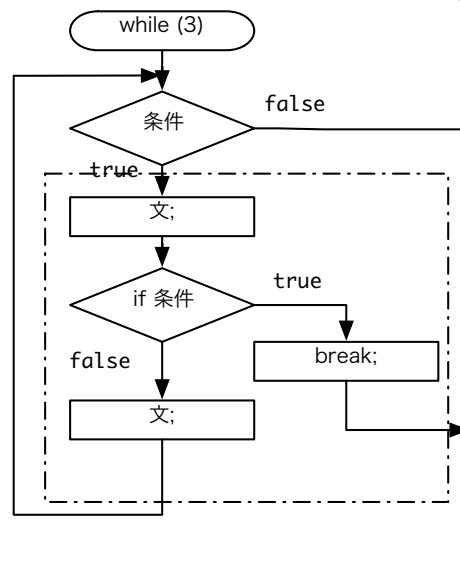 while (3)
条件
false
true
文;
if 条件
true
false
break;
文;